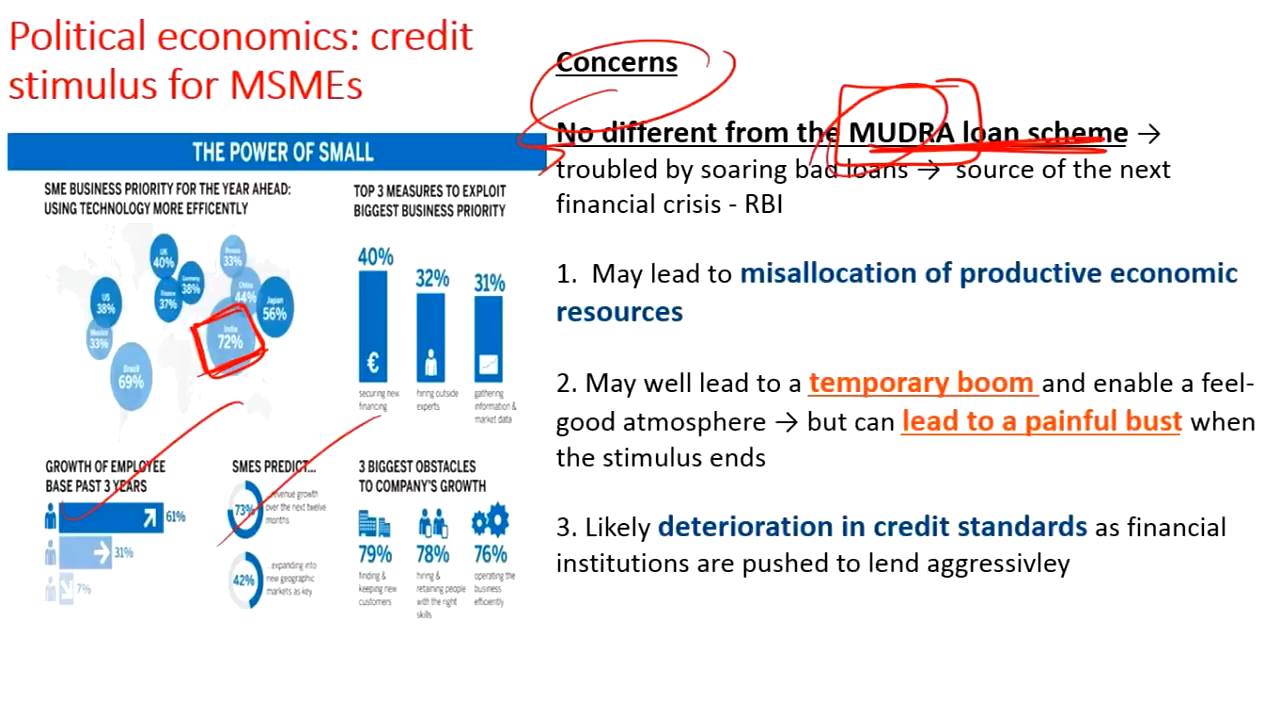 Political economics: credit
stimulus for MSMEs
THE POWER OF SMALL
SME BUSINESS PRIORITY FOR THE YEAR AHEAD:
USING TECHNOLOGY MORE EFFICENTLY
UK
40%
Russia
33%
Germany
38%
China
44%
France
37%
US
38%
Japan
56%
Mexico
33%
India
72%
Brazil
69%
TOP 3 MEASURES TO EXPLOIT
BIGGEST BUSINESS PRIORITY
40%
32%
31%
€
securing new
financing
hiring outside
experts
gathering
information &
market data
GROWTH OF EMPLOYEE
BASE PAST 3 YEARS
61%
31%
7%
SMES PREDICT...
73%
...revenue growth
over the next twelve
months
42%
...expanding into
new geographic
markets as key
3 BIGGEST OBSTACLES
TO COMPANY'S GROWTH
79%
78%
76%
finding &
keeping new
customers
hiring &
retaining people
with the right
skills
operating the
business
efficiently
Concerns
No different from the MUDRA loan scheme →
troubled by soaring bad loans → source of the next
financial crisis - RBI
1. May lead to misallocation of productive economic
resources
2. May well lead to a temporary boom and enable a feel-
good atmosphere → but can lead to a painful bust when
the stimulus ends
3. Likely deterioration in credit standards as financial
institutions are pushed to lend aggressivley